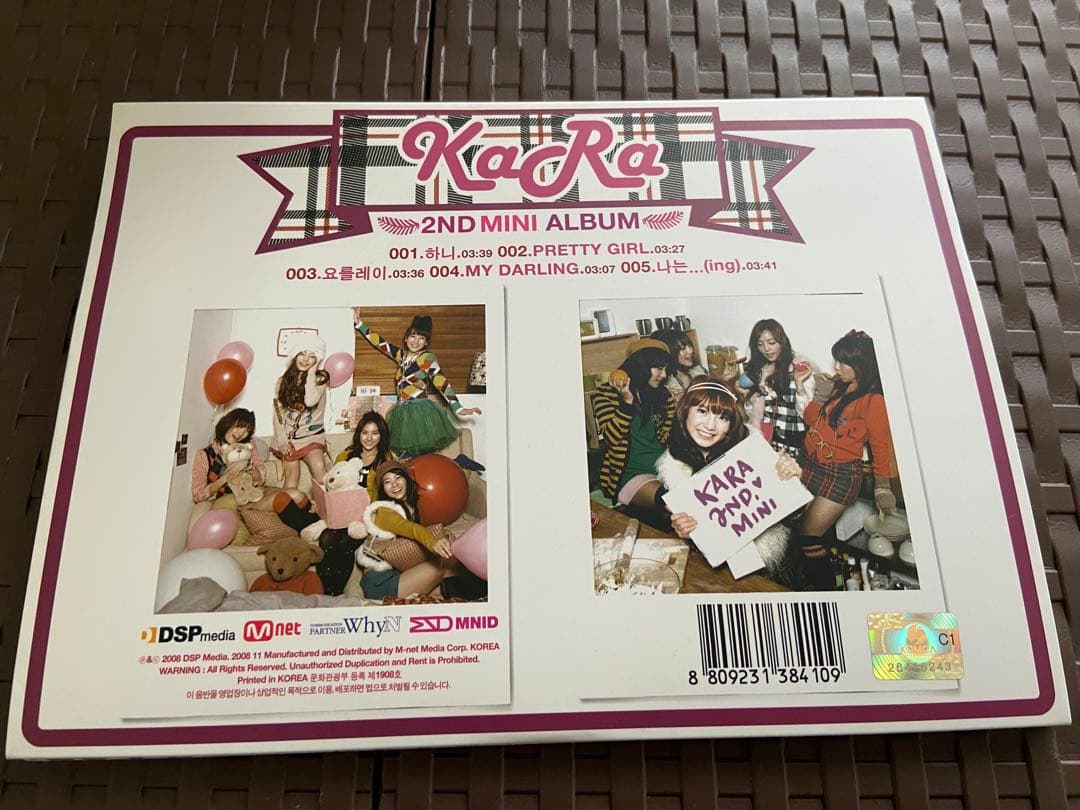 KaRa
2ND MINI ALBUM
001.하니.03:39 002.PRETTY GIRL.03:27
003.요를레이.03:36 004.MY DARLING.03:07 005.나는...(ing).03:41
KARA
2ND♥
MINI
DSPmedia Mnet COMMUNICATION PARTNER WhyN MNID
℗&© 2008 DSP Media. 2008 11 Manufactured and Distributed by M-net Media Corp. KOREA
WARNING : All Rights Reserved. Unauthorized Duplication and Rent is Prohibited.
Printed in KOREA 문화관광부 등록 제1908호
이 음반을 영업장이나 상업적인 목적으로 이용, 배포하면 법으로 처벌될 수 있습니다.
8 809231 384109
C1